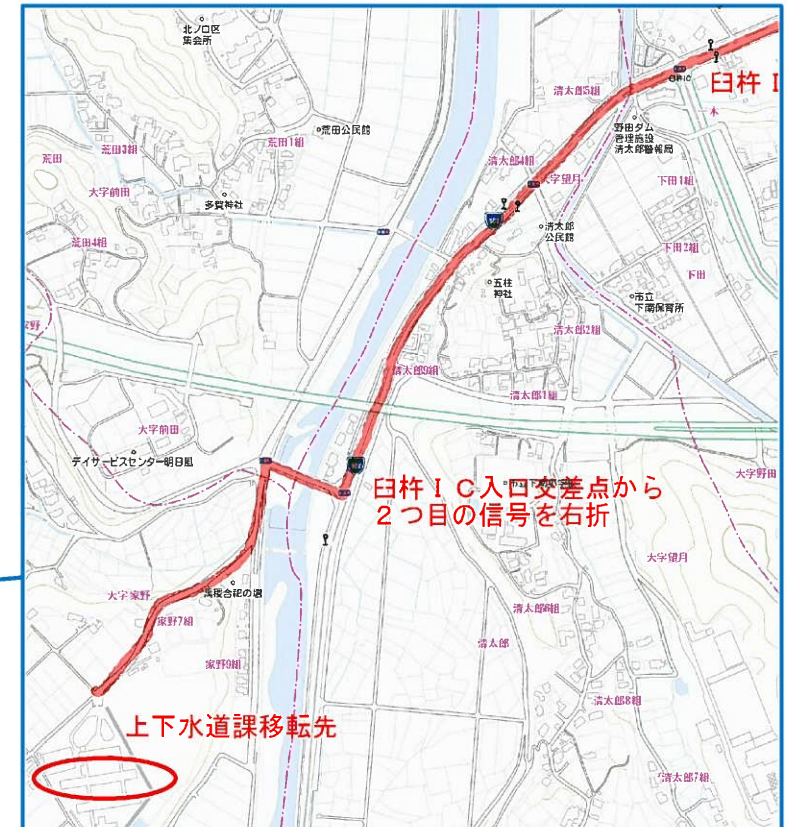 北ノ口区
集会所
臼杵IC
臼杵 I
清太郎5組
荒田公民館
野田ダム
管理施設
清太郎警報局
荒田3組
荒田1組
荒田
清太郎4組
大字望月
下田1組
大字前田
多賀神社
清太郎
公民館
荒田4組
下田2組
下田
五柱
神社
市立
下南保育所
家野
清太郎2組
清太郎9組
清太郎1組
大字前田
デイサービスセンター明日風
大字野田
臼杵ＩＣ入口交差点から
２つ目の信号を右折
大字望月
大字家野
家野7組
清太郎6組
清太郎
家野9組
清太郎8組
上下水道課移転先
清太郎7組